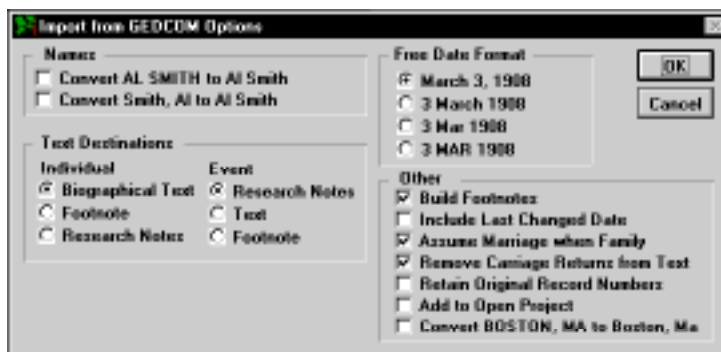 Import from GEDCOM Options
Names
Convert AL SMITH to Al Smith
Convert Smith, Al to Al Smith
Text Destinations
Individual
Biographical Text
Footnote
Research Notes
Event
Research Notes
Text
Footnote
Free Date Format
March 3, 1908
3 March 1908
3 Mar 1908
3 MAR 1908
Other
Build Footnotes
Include Last Changed Date
Assume Marriage when Family
Remove Carriage Returns from Text
Retain Original Record Numbers
Add to Open Project
Convert BOSTON, MA to Boston, Ma
OK
Cancel